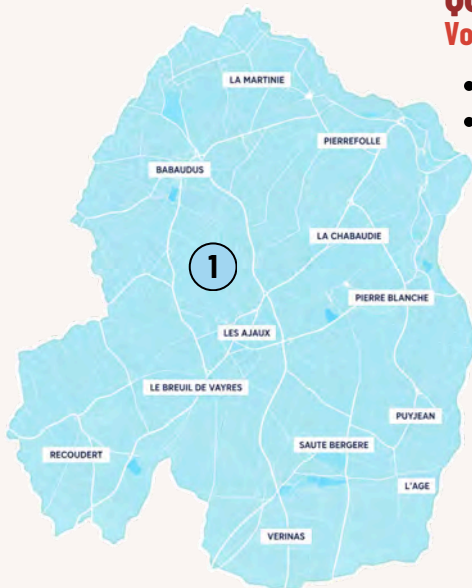 Vo
LA MARTINIE
PIERREFOLLE
BABAUDUS
LA CHABAUDIE
1
PIERRE BLANCHE
LES AJAUX
LE BREUIL DE VAYRES
PUYJEAN
SAUTE BERGERE
RECOUDERT
L'AGE
VERINAS